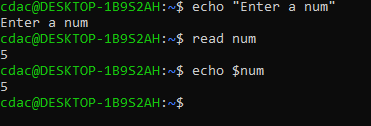 cdac@DESKTOP-1B9S2AH:~$ echo "Enter a num"
Enter a num
cdac@DESKTOP-1B9S2AH:~$ read num
5
cdac@DESKTOP-1B9S2AH:~$ echo $num
5
cdac@DESKTOP-1B9S2AH:~$